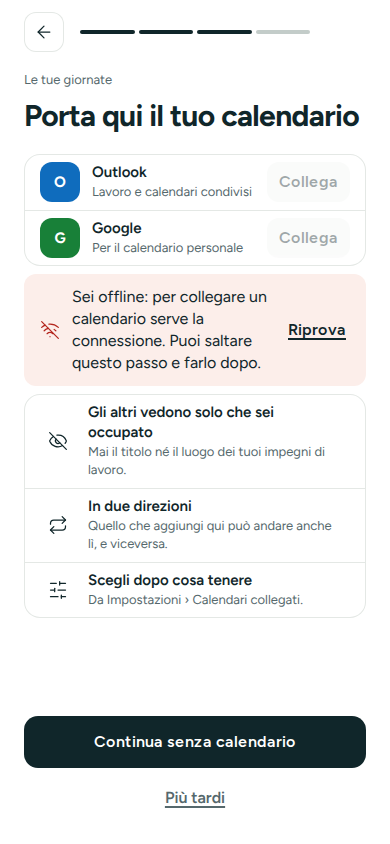 Le tue giornate
Porta qui il tuo calendario
O
Outlook
Lavoro e calendari condivisi
Collega
G
Google
Per il calendario personale
Collega
Sei offline: per collegare un
calendario serve la
connessione. Puoi saltare
questo passo e farlo dopo.
Riprova
Gli altri vedono solo che sei
occupato
Mai il titolo né il luogo dei tuoi impegni di
lavoro.
In due direzioni
Quello che aggiungi qui può andare anche
lì, e viceversa.
Scegli dopo cosa tenere
Da Impostazioni › Calendari collegati.
Continua senza calendario
Più tardi